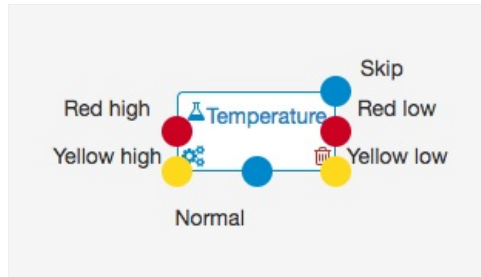 Skip
Red high
Temperature
Red low
Yellow high
Yellow low
Normal